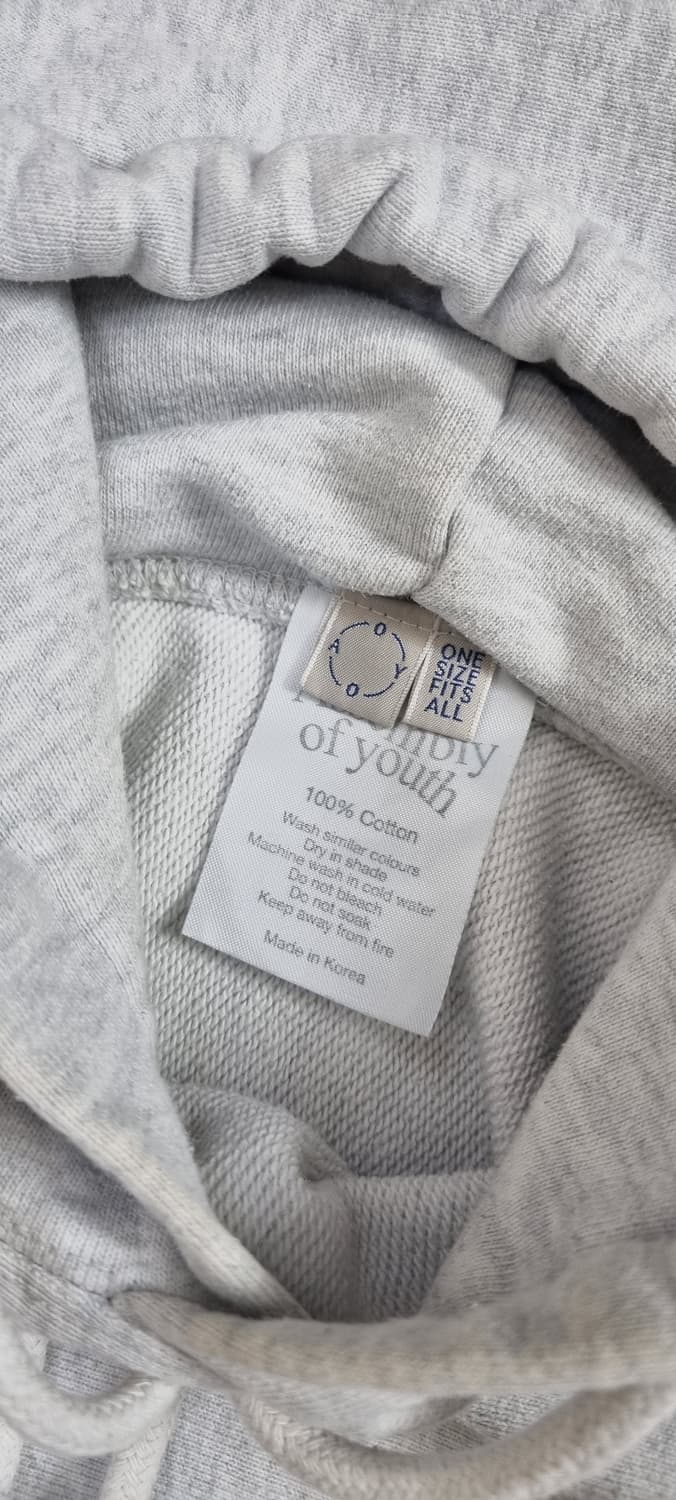 A O Y O
ONE
SIZE
FITS
ALL
of youth
100% Cotton
Wash similar colours
Dry in shade
Machine wash in cold water
Do not bleach
Do not soak
Keep away from fire
Made in Korea